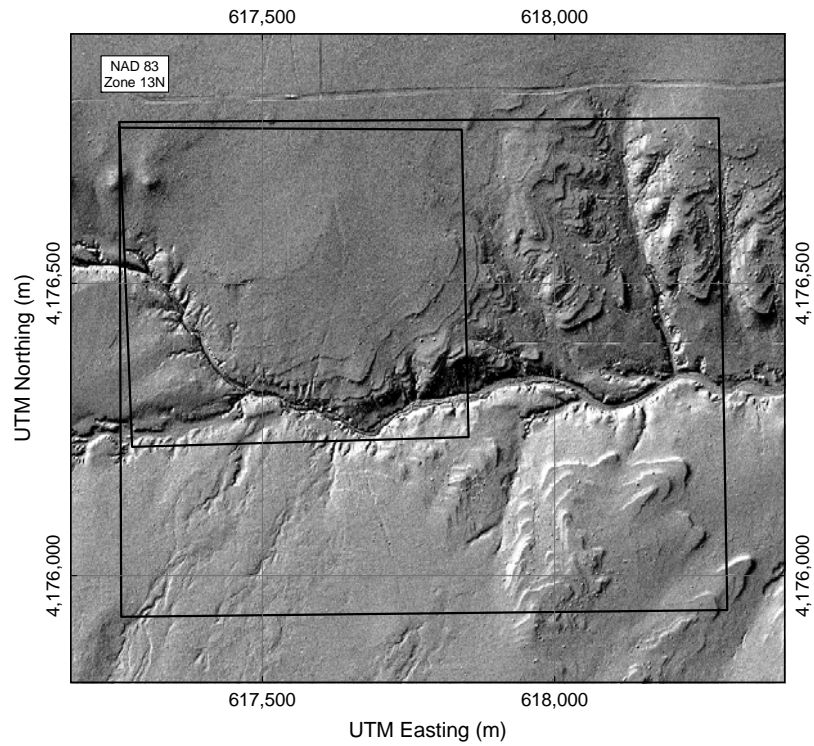 617,500 618,000
NAD 83
Zone 13N
4,176,500 4,176,500
UTM Northing (m)
4,176,000 4,176,000
617,500 618,000
UTM Easting (m)